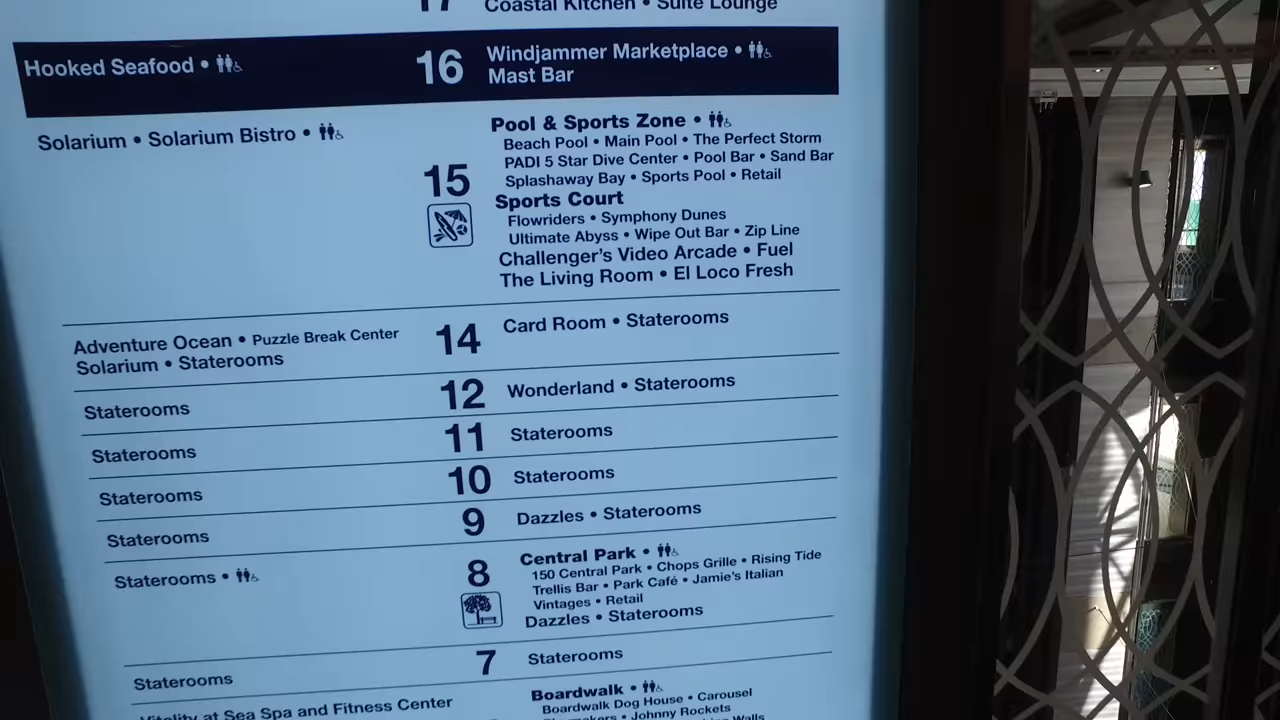 17 Coastal Kitchen • Suite Lounge
Hooked Seafood • 16 Windjammer Marketplace •
Mast Bar
Solarium • Solarium Bistro •
15
Pool & Sports Zone •
Beach Pool • Main Pool • The Perfect Storm
PADI 5 Star Dive Center • Pool Bar • Sand Bar
Splashaway Bay • Sports Pool • Retail
Sports Court
Flowriders • Symphony Dunes
Ultimate Abyss • Wipe Out Bar • Zip Line
Challenger's Video Arcade • Fuel
The Living Room • El Loco Fresh
Adventure Ocean • Puzzle Break Center
Solarium • Staterooms
14 Card Room • Staterooms
Staterooms 12 Wonderland • Staterooms
Staterooms 11 Staterooms
Staterooms 10 Staterooms
Staterooms 9 Dazzles • Staterooms
Staterooms •
8
Central Park •
150 Central Park • Chops Grille • Rising Tide
Trellis Bar • Park Café • Jamie's Italian
Vintages • Retail
Dazzles • Staterooms
Staterooms 7 Staterooms
Vitality at Sea Spa and Fitness Center
Boardwalk •
Boardwalk Dog House • Carousel
• Johnny Rockets
Walls